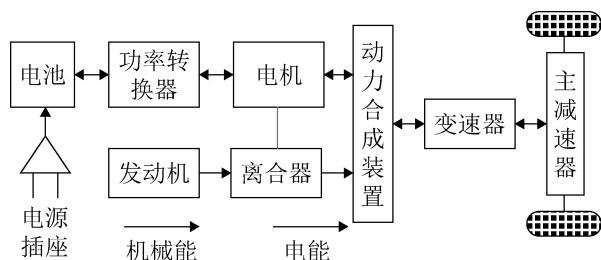 电池
功率转
换器
电机
动力合成装置
变速器
主减速器
发动机
离合器
电源
插座
机械能
电能